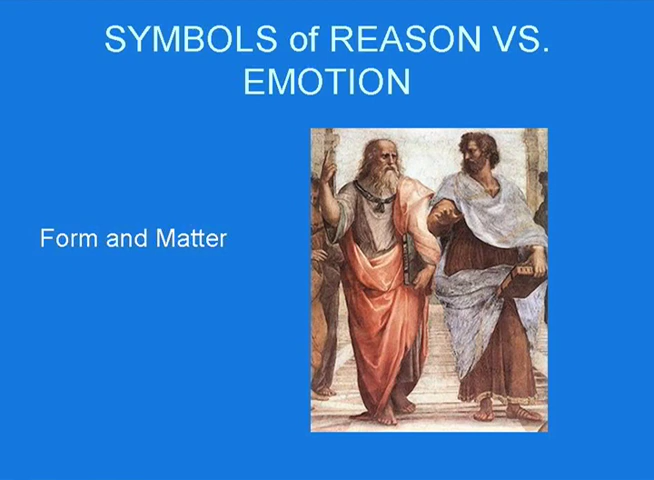 SYMBOLS of REASON VS.
EMOTION
Form and Matter